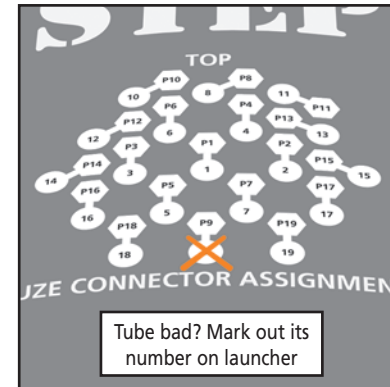 STEP
TOP
P10 P8
10 8 11
P6 P4 P11
P12 P13
12 6 4 13
P3 P1 P2
P14 P15
14 3 1 2 15
P16 P5 P7 P17
16 5 7 17
P18 P9 P19
18 19
UZE CONNECTOR ASSIGNMEN
Tube bad? Mark out its
number on launcher